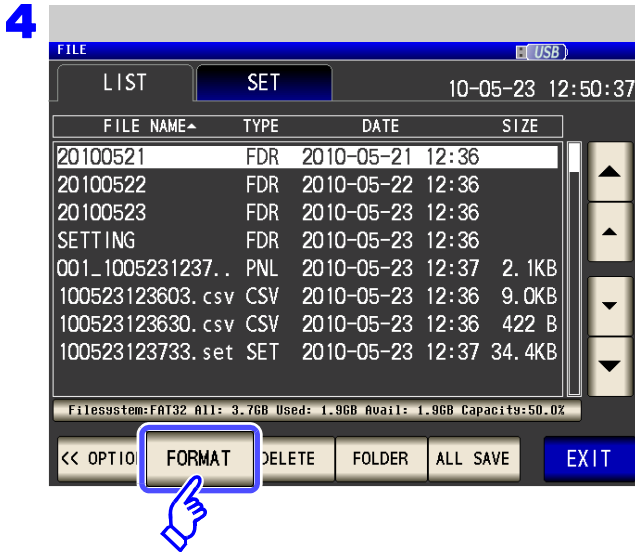 4
FILE USB
LIST SET 10-05-23 12:50:37
FILE NAME TYPE DATE SIZE
20100521 FDR 2010-05-21 12:36
20100522 FDR 2010-05-22 12:36
20100523 FDR 2010-05-23 12:36
SETTING FDR 2010-05-23 12:36
001_1005231237.. PNL 2010-05-23 12:37 2.1KB
100523123603.csv CSV 2010-05-23 12:36 9.0KB
100523123630.csv CSV 2010-05-23 12:36 422 B
100523123733.set SET 2010-05-23 12:37 34.4KB
Filesystem:FAT32 All: 3.7GB Used: 1.9GB Avail: 1.9GB Capacity:50.0%
<< OPTIO FORMAT DELETE FOLDER ALL SAVE EXIT